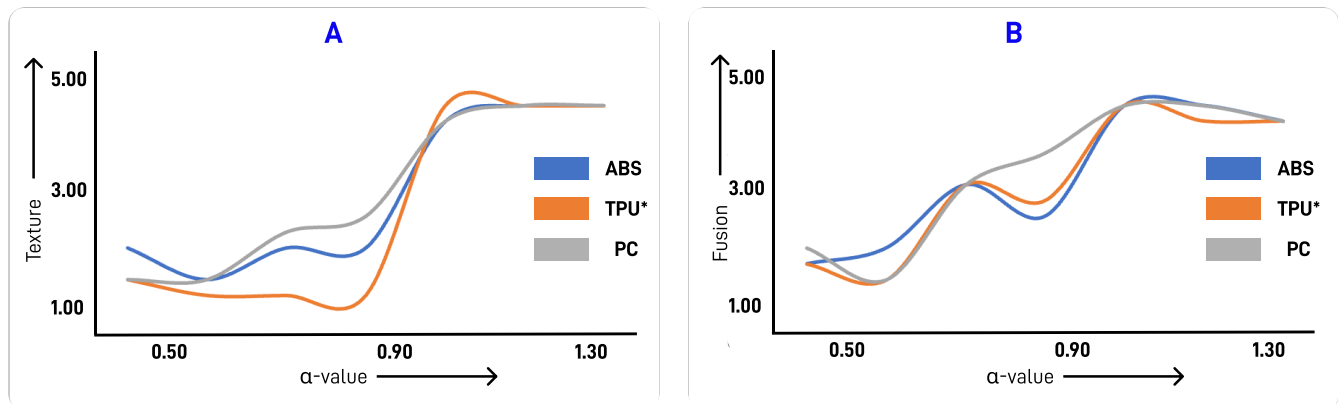 A
Texture
5.00
3.00
1.00
ABS
TPU*
PC
0.50 0.90 1.30
α-value
B
Fusion
5.00
3.00
1.00
ABS
TPU*
PC
0.50 0.90 1.30
α-value